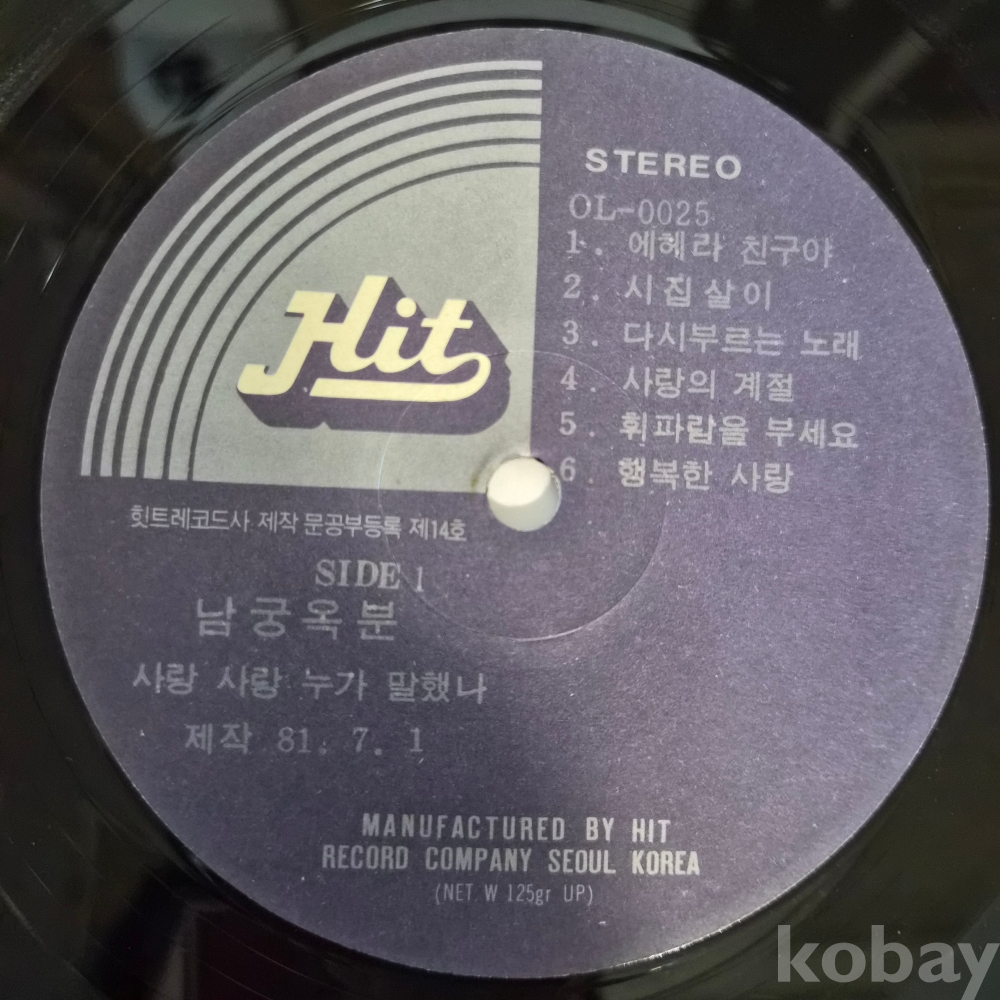 STEREO
OL-0025
1. 에헤라 친구야
2. 시집살이
3. 다시부르는 노래
4. 사랑의 계절
5. 휘파람을 부세요
6. 행복한 사랑
Hit
힛트레코드사 제작 문공부등록 제14호
SIDE 1
남궁옥분
사랑 사랑 누가 말했나
제작 81. 7. 1
MANUFACTURED BY HIT
RECORD COMPANY SEOUL KOREA
(NET. W 125gr UP)
kobay